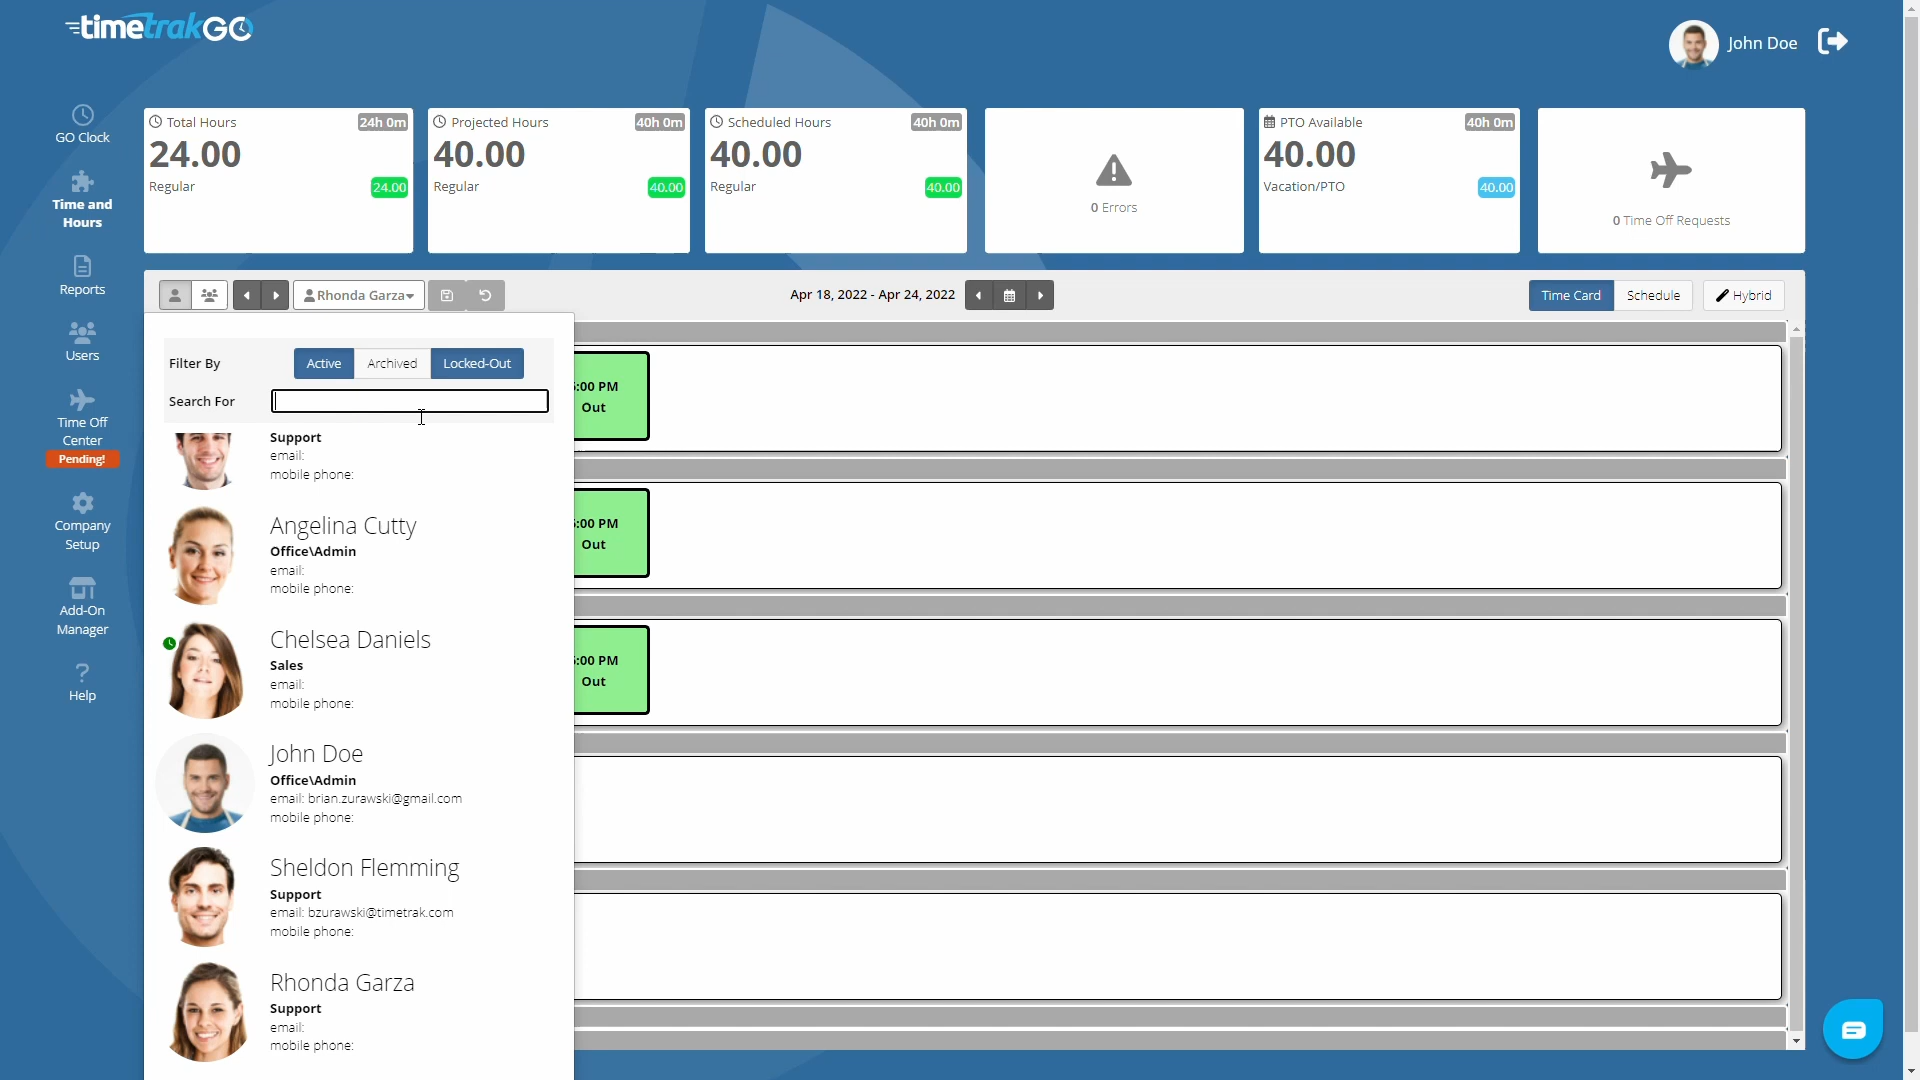 timetrakGO
John Doe
GO Clock
Time and
Hours
Reports
Users
Time Off
Center
Pending!
Company
Setup
Add-On
Manager
?
Help
Total Hours 24h 0m
24.00
Regular 24.00
Projected Hours 40h 0m
40.00
Regular 40.00
Scheduled Hours 40h 0m
40.00
Regular 40.00
0 Errors
PTO Available 40h 0m
40.00
Vacation/PTO 40.00
0 Time Off Requests
Rhonda Garza
Apr 18, 2022 - Apr 24, 2022
Time Card Schedule Hybrid
Filter By Active Archived Locked-Out
Search For
Support
email:
mobile phone:
Angelina Cutty
Office\Admin
email:
mobile phone:
Chelsea Daniels
Sales
email:
mobile phone:
John Doe
Office\Admin
email: brian.zurawski@gmail.com
mobile phone:
Sheldon Flemming
Support
email: bzurawski@timetrak.com
mobile phone:
Rhonda Garza
Support
email:
mobile phone:
:00 PM
Out
:00 PM
Out
:00 PM
Out